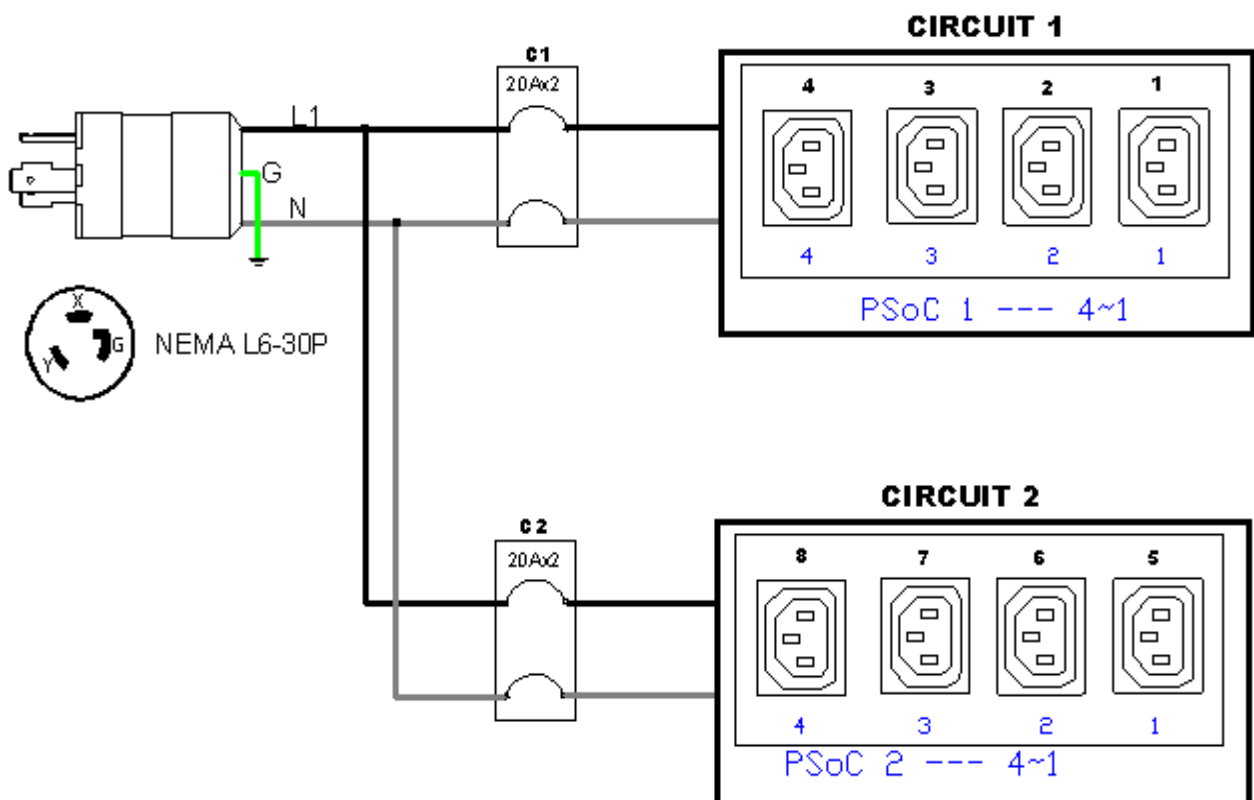 CIRCUIT 1
C1
20Ax2
4 3 2 1
L1
G
N
4 3 2 1
PSoC 1 --- 4~1
X
G
Y
NEMA L6-30P
CIRCUIT 2
C2
20Ax2
8 7 6 5
4 3 2 1
PSoC 2 --- 4~1